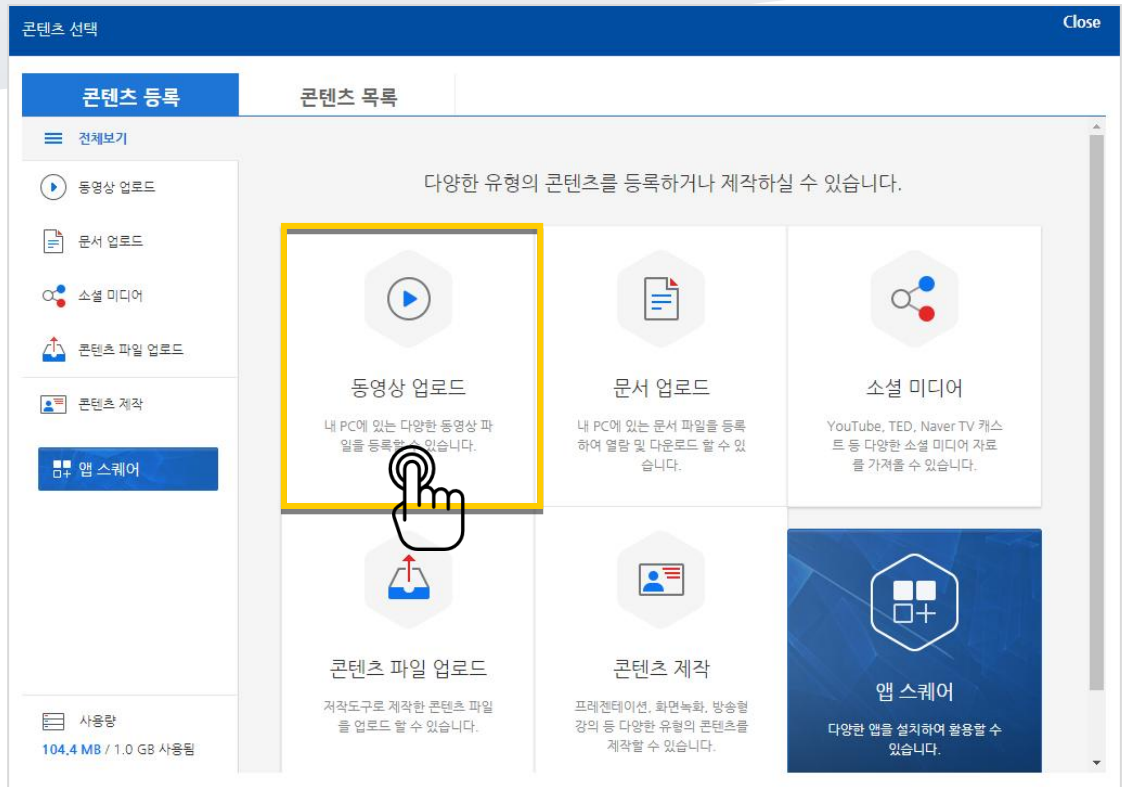 콘텐츠 선택
Close
콘텐츠 등록
콘텐츠 목록
전체보기
동영상 업로드
문서 업로드
소셜 미디어
콘텐츠 파일 업로드
콘텐츠 제작
앱 스퀘어
사용량
104.4 MB / 1.0 GB 사용됨
다양한 유형의 콘텐츠를 등록하거나 제작하실 수 있습니다.
동영상 업로드
내 PC에 있는 다양한 동영상 파
일을 등록할 수 있습니다.
문서 업로드
내 PC에 있는 문서 파일을 등록
하여 열람 및 다운로드 할 수 있
습니다.
소셜 미디어
YouTube, TED, Naver TV 캐스
트 등 다양한 소셜 미디어 자료
를 가져올 수 있습니다.
콘텐츠 파일 업로드
저작도구로 제작한 콘텐츠 파일
을 업로드 할 수 있습니다.
콘텐츠 제작
프레젠테이션, 화면녹화, 방송형
강의 등 다양한 유형의 콘텐츠를
제작할 수 있습니다.
앱 스퀘어
다양한 앱을 설치하여 활용할 수
있습니다.